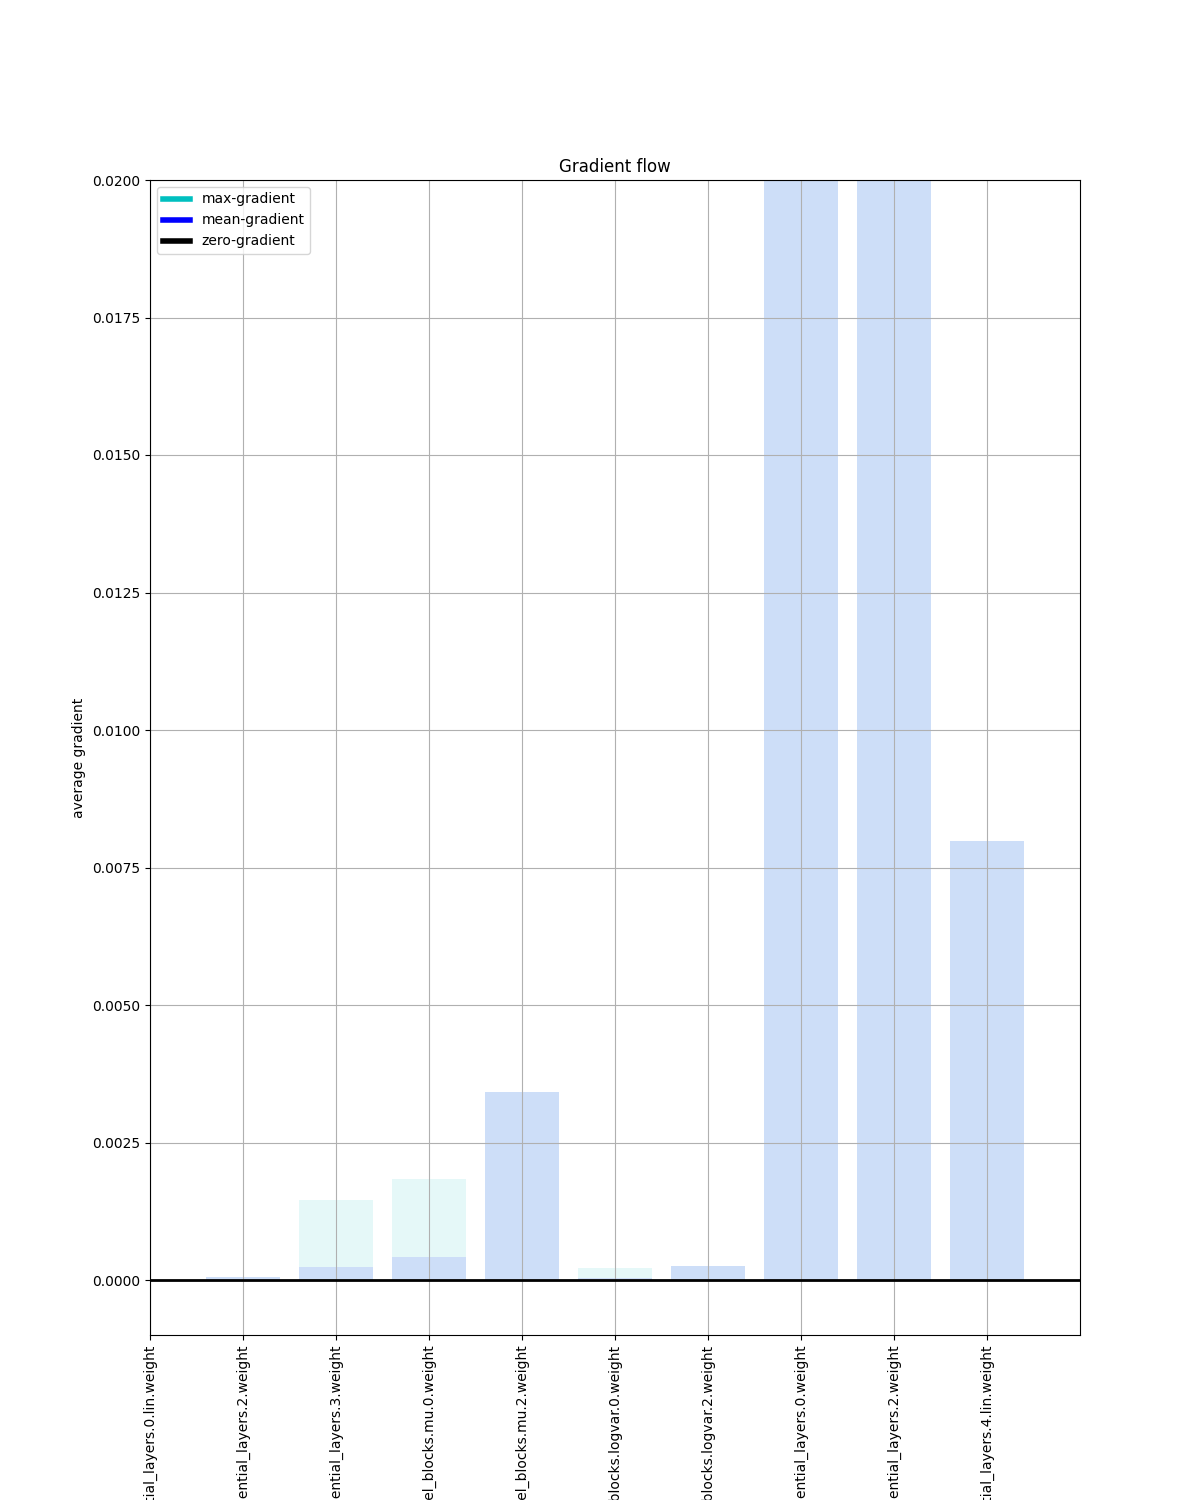 Gradient flow
max-gradient
mean-gradient
zero-gradient
0.0200
0.0175
0.0150
0.0125
0.0100
0.0075
0.0050
0.0025
0.0000
average gradient
tial_layers.0.lin.weight
ential_layers.2.weight
ential_layers.3.weight
el_blocks.mu.0.weight
el_blocks.mu.2.weight
blocks.logvar.0.weight
blocks.logvar.2.weight
ential_layers.0.weight
ential_layers.2.weight
tial_layers.4.lin.weight